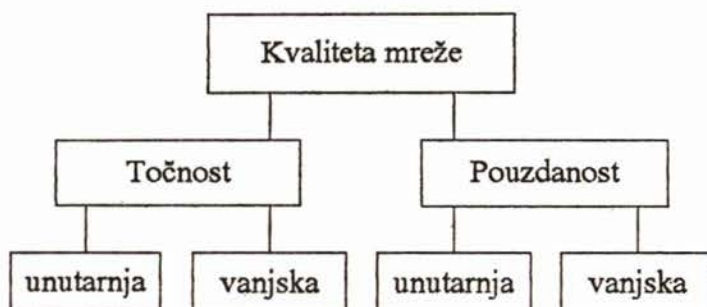 Kvaliteta mreže
Točnost
Pouzdanost
unutarnja
vanjska
unutarnja
vanjska